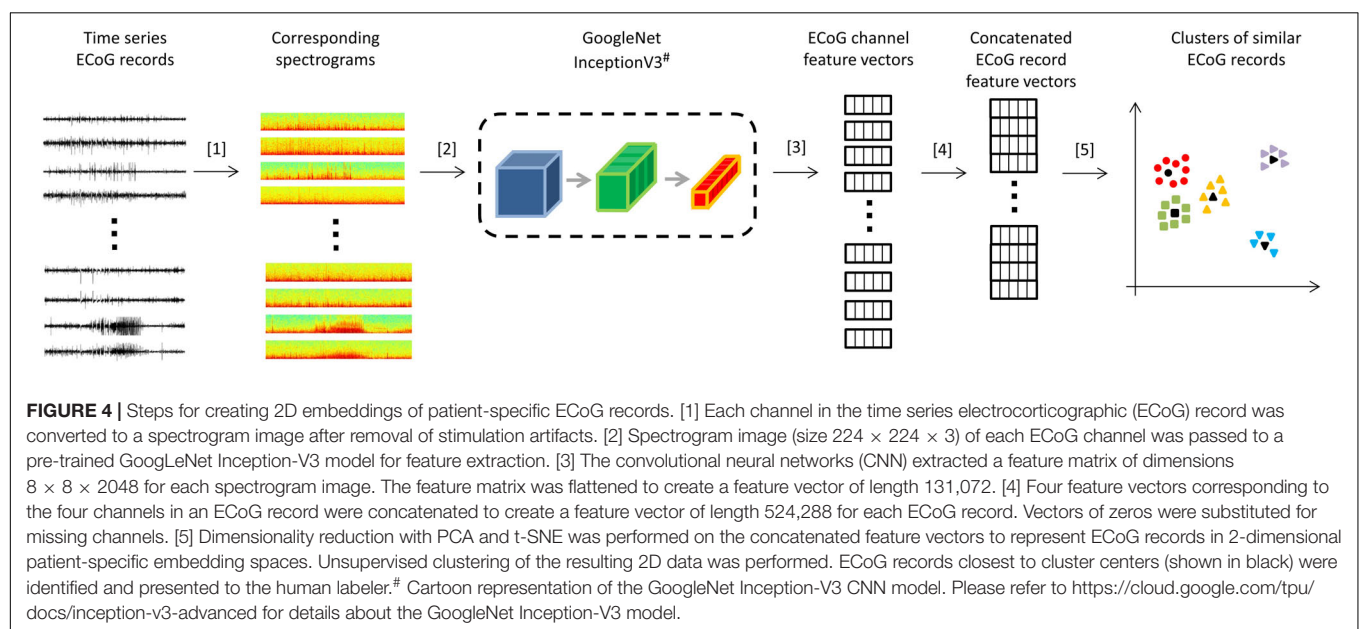 Time series
ECoG records
Corresponding
spectrograms
GoogleNet
InceptionV3#
ECoG channel
feature vectors
Concatenated
ECoG record
feature vectors
Clusters of similar
ECoG records
[1]
[2]
[3]
[4]
[5]
FIGURE 4 | Steps for creating 2D embeddings of patient-specific ECoG records. [1] Each channel in the time series electrocorticographic (ECoG) record was
converted to a spectrogram image after removal of stimulation artifacts. [2] Spectrogram image (size 224 × 224 × 3) of each ECoG channel was passed to a
pre-trained GoogLeNet Inception-V3 model for feature extraction. [3] The convolutional neural networks (CNN) extracted a feature matrix of dimensions
8 × 8 × 2048 for each spectrogram image. The feature matrix was flattened to create a feature vector of length 131,072. [4] Four feature vectors corresponding to
the four channels in an ECoG record were concatenated to create a feature vector of length 524,288 for each ECoG record. Vectors of zeros were substituted for
missing channels. [5] Dimensionality reduction with PCA and t-SNE was performed on the concatenated feature vectors to represent ECoG records in 2-dimensional
patient-specific embedding spaces. Unsupervised clustering of the resulting 2D data was performed. ECoG records closest to cluster centers (shown in black) were
identified and presented to the human labeler.# Cartoon representation of the GoogleNet Inception-V3 CNN model. Please refer to https://cloud.google.com/tpu/
docs/inception-v3-advanced for details about the GoogleNet Inception-V3 model.